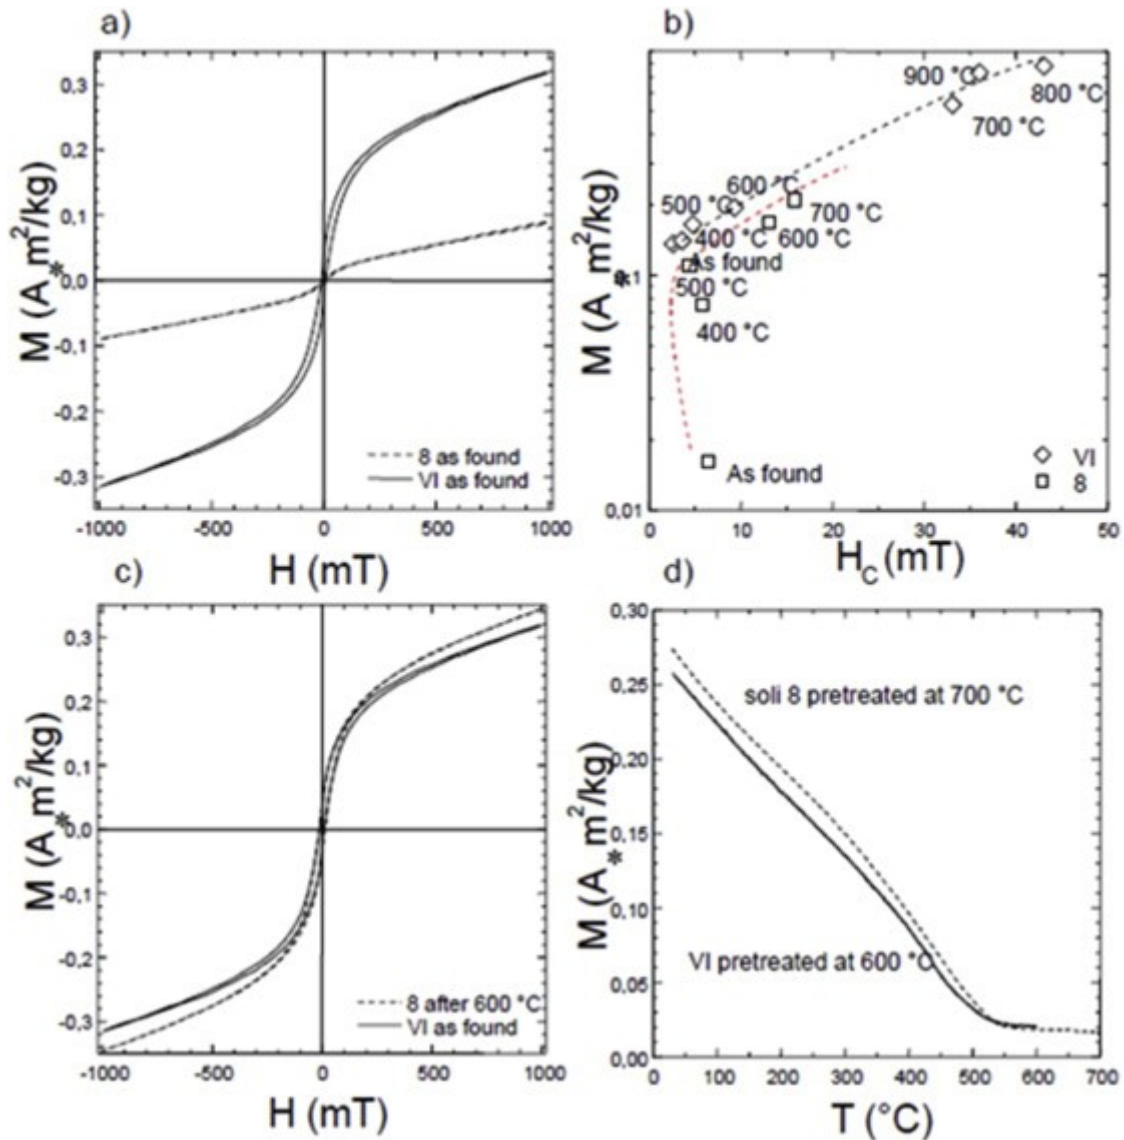 a)
M (A * m²/kg)
0.3
0.2
0.1
0.0
-0.1
-0.2
-0.3
-1000
-500
0
500
1000
H (mT)
8 as found
VI as found
b)
M (A * m²/kg)
0.01
0
10
20
30
40
50
H_C (mT)
900 °C
800 °C
700 °C
600 °C
500 °C
700 °C
400 °C
600 °C
As found
500 °C
400 °C
As found
VI
8
c)
M (A * m²/kg)
0.3
0.2
0.1
0.0
-0.1
-0.2
-0.3
-1000
-500
0
500
1000
H (mT)
8 after 600 °C
VI as found
d)
M (A * m²/kg)
0.30
0.25
0.20
0.15
0.10
0.05
0.00
0
100
200
300
400
500
600
700
T (°C)
soli 8 pretreated at 700 °C
VI pretreated at 600 °C